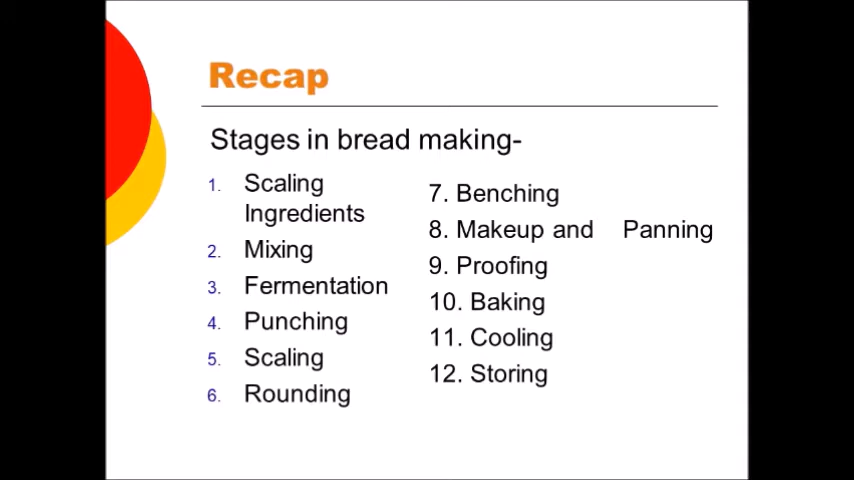 Recap
Stages in bread making-
1. Scaling
Ingredients
2. Mixing
3. Fermentation
4. Punching
5. Scaling
6. Rounding
7. Benching
8. Makeup and Panning
9. Proofing
10. Baking
11. Cooling
12. Storing